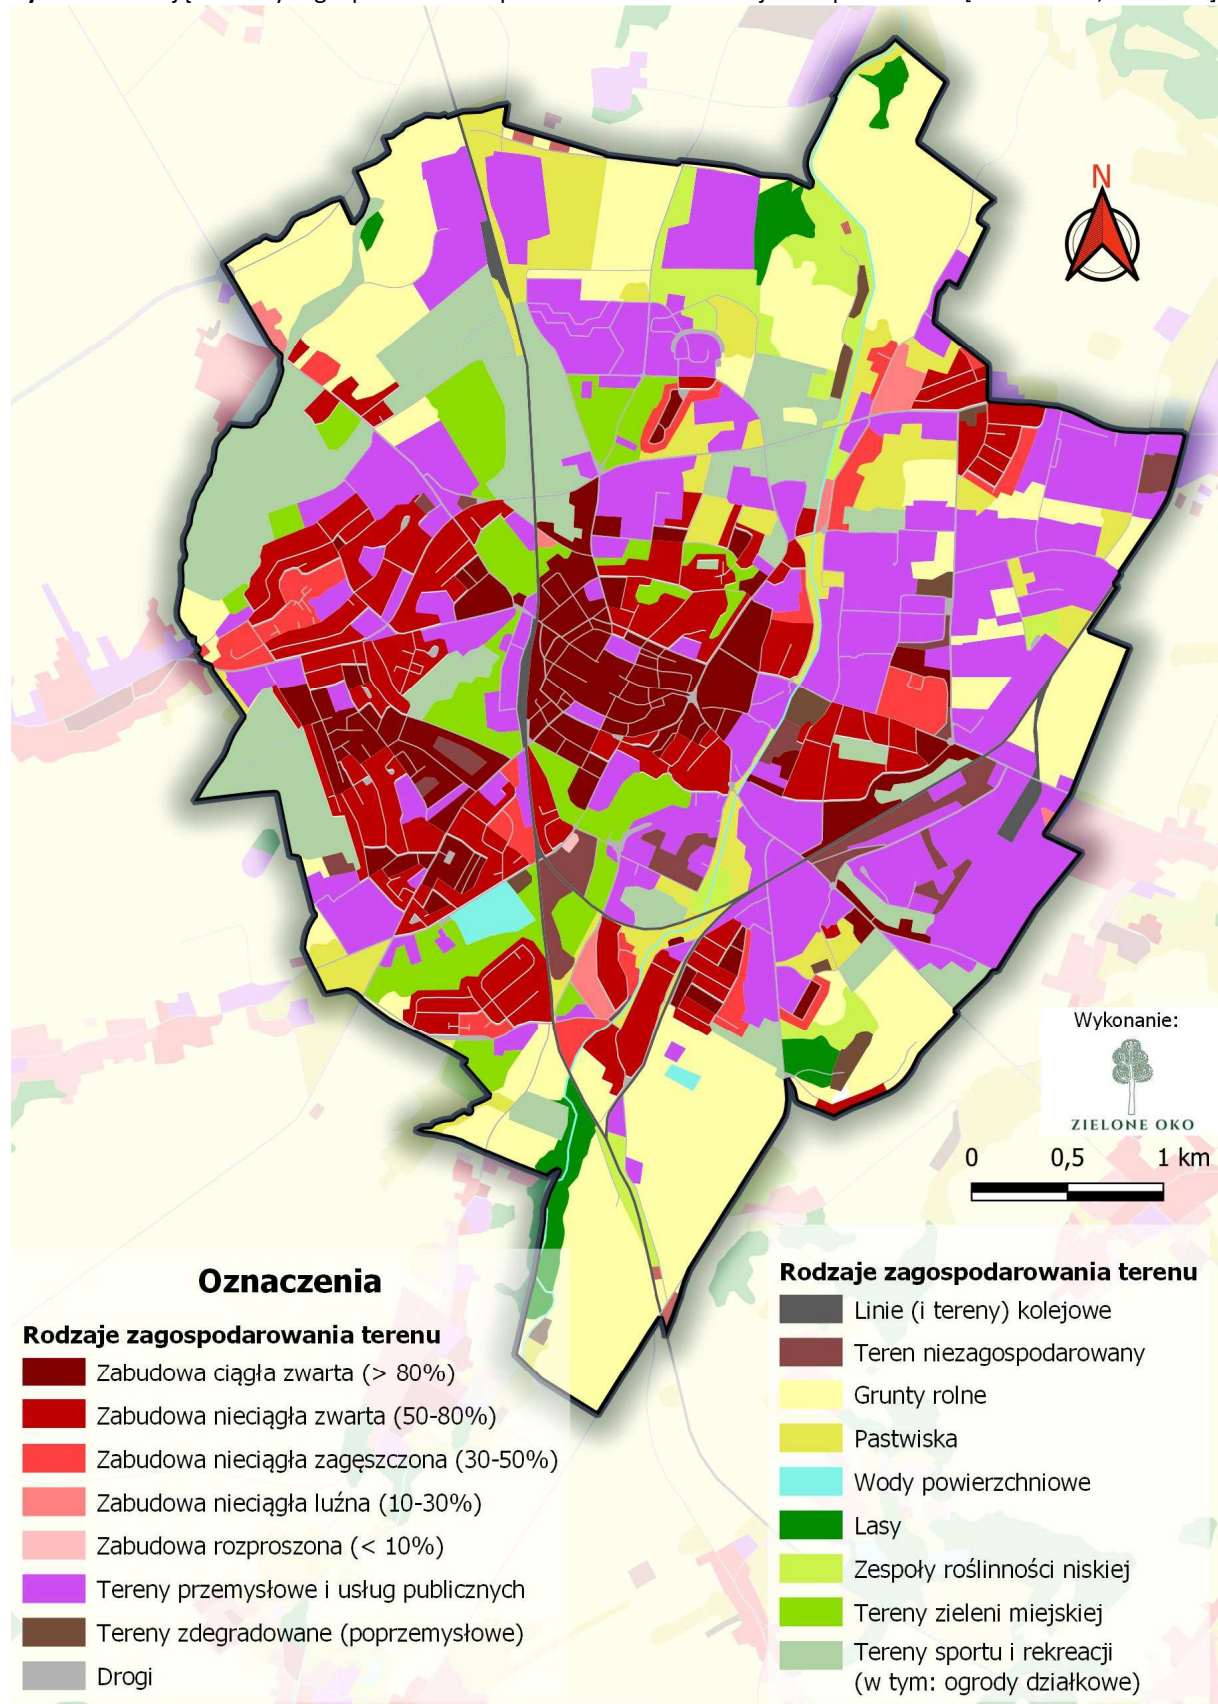 N
Wykonanie:
ZIELONE OKO
0 0,5 1 km
Oznaczenia
Rodzaje zagospodarowania terenu
Zabudowa ciągła zwarta (> 80%)
Zabudowa nieciągła zwarta (50-80%)
Zabudowa nieciągła zagęszczona (30-50%)
Zabudowa nieciągła luźna (10-30%)
Zabudowa rozproszona (< 10%)
Tereny przemysłowe i usług publicznych
Tereny zdegradowane (poprzemysłowe)
Drogi
Rodzaje zagospodarowania terenu
Linie (i tereny) kolejowe
Teren niezagospodarowany
Grunty rolne
Pastwiska
Wody powierzchniowe
Lasy
Zespoły roślinności niskiej
Tereny zieleni miejskiej
Tereny sportu i rekreacji
(w tym: ogrody działkowe)